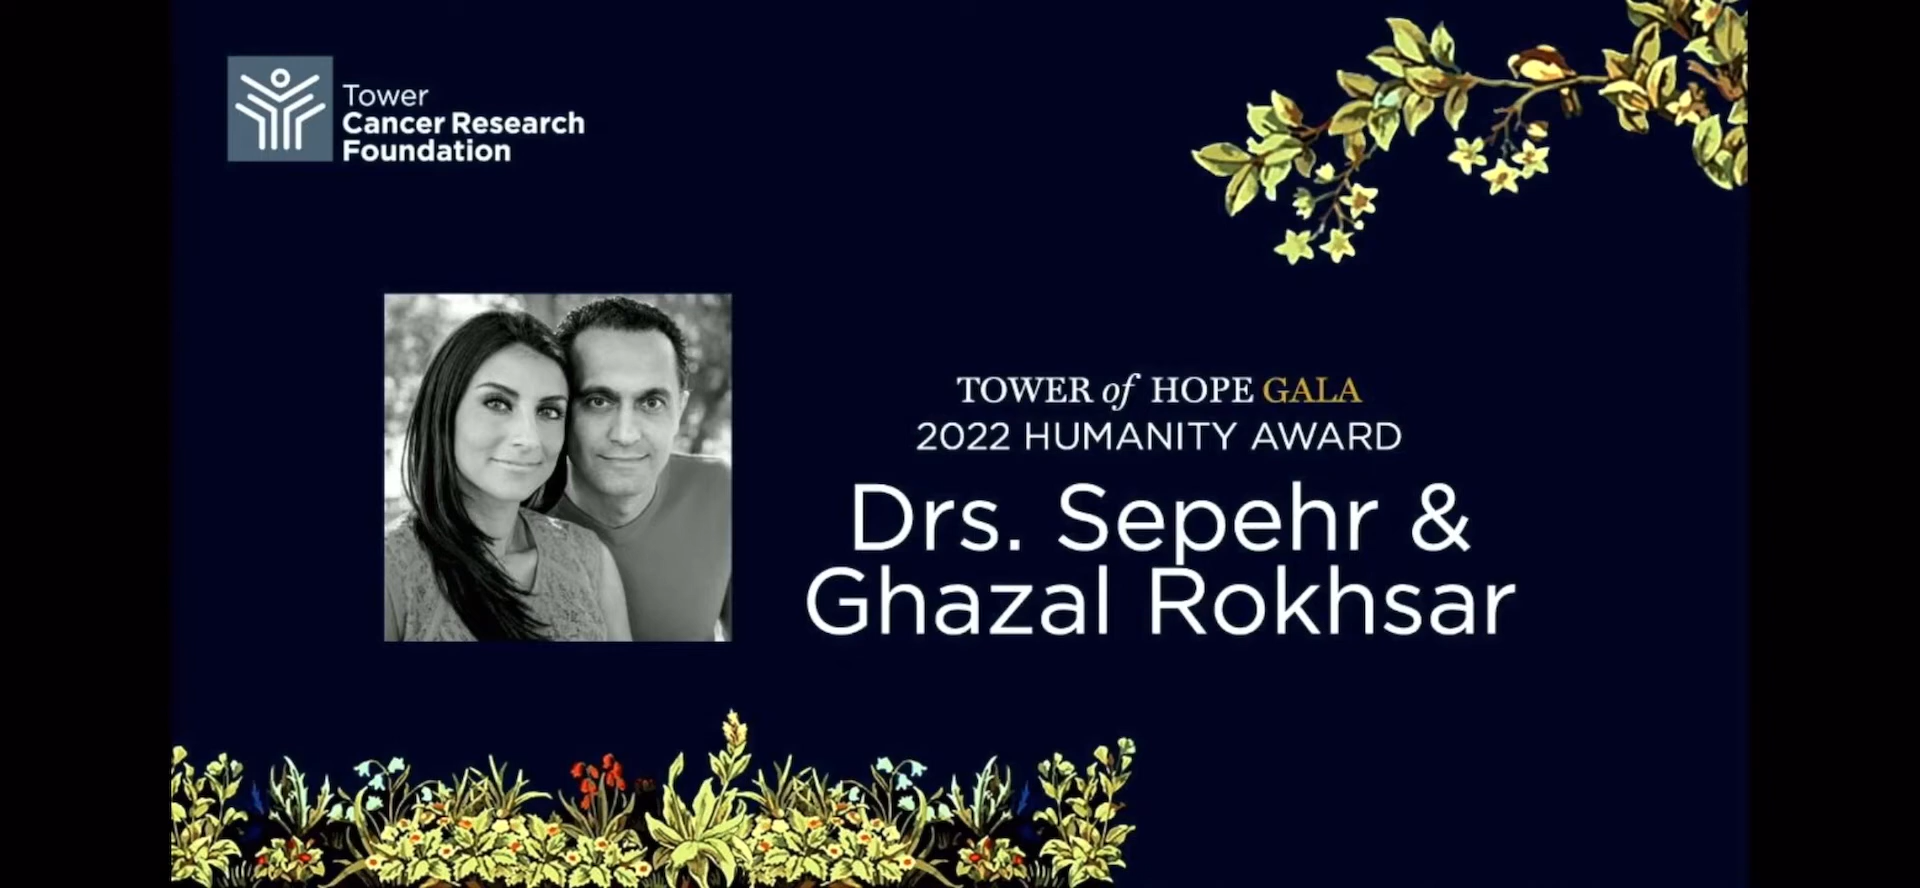 Tower
Cancer Research
Foundation
TOWER of HOPE GALA
2022 HUMANITY AWARD
Drs. Sepehr &
Ghazal Rokhsar